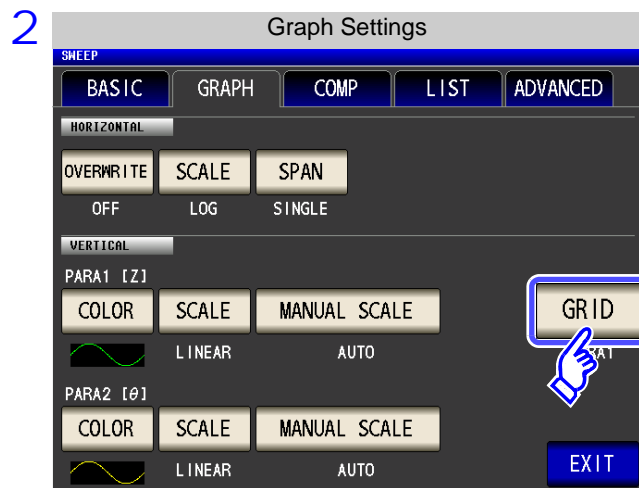 2
Graph Settings
SWEEP
BASIC GRAPH COMP LIST ADVANCED
HORIZONTAL
OVERWRITE SCALE SPAN
OFF LOG SINGLE
VERTICAL
PARA1 [Z]
COLOR SCALE MANUAL SCALE GRID
LINEAR AUTO
PARA2 [θ]
COLOR SCALE MANUAL SCALE
LINEAR AUTO
EXIT